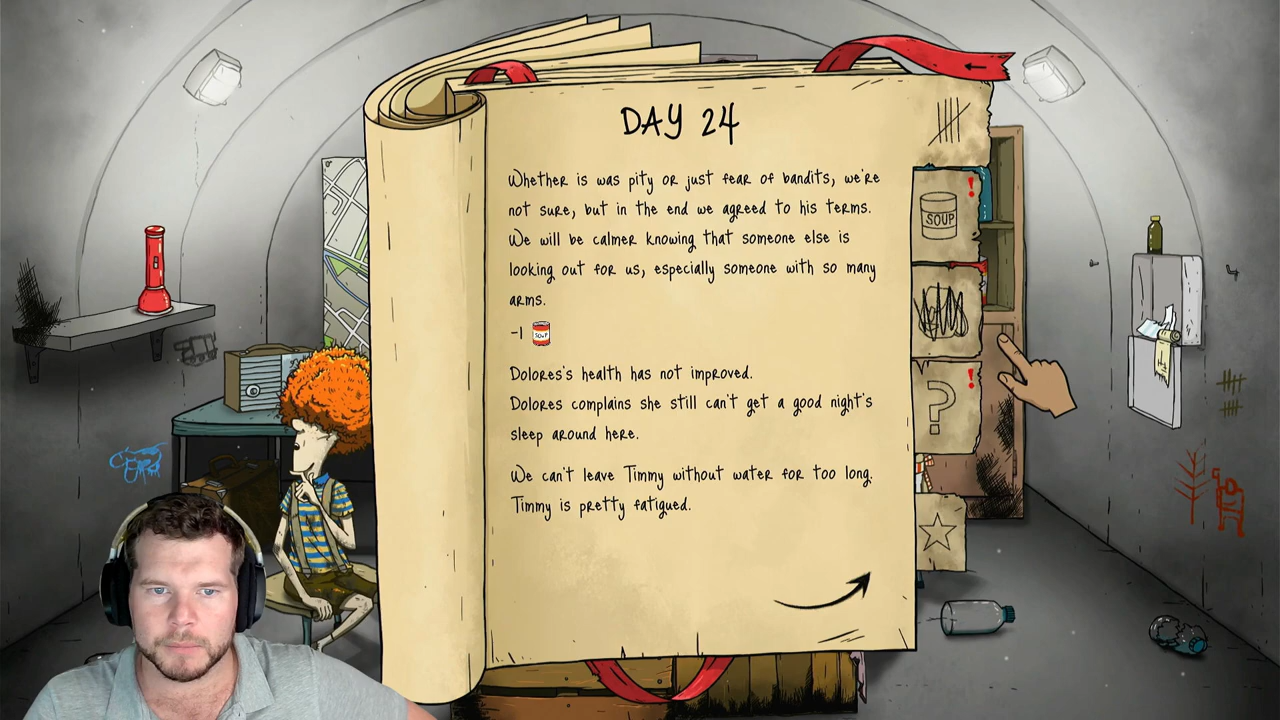 DAY 24
Whether is was pity or just fear of bandits, we're
not sure, but in the end we agreed to his terms.
We will be calmer knowing that someone else is
looking out for us, especially someone with so many
arms.
-1 SOUP
Dolores's health has not improved.
Dolores complains she still can't get a good night's
sleep around here.
We can't leave Timmy without water for too long.
Timmy is pretty fatigued.
!
SOUP
!
?